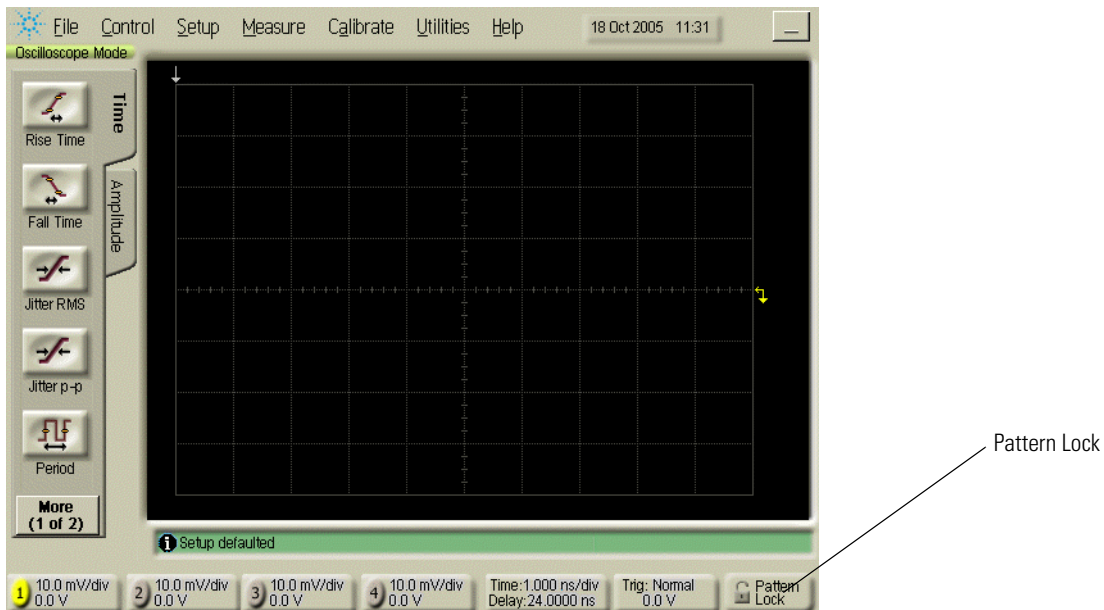 File Control Setup Measure Calibrate Utilities Help 18 Oct 2005 11:31
Oscilloscope Mode
Time
Rise Time
Amplitude
Fall Time
Jitter RMS
Jitter p-p
Period
More
(1 of 2)
Pattern Lock
Setup defaulted
1 10.0 mV/div
0.0 V
2 10.0 mV/div
0.0 V
3 10.0 mV/div
0.0 V
4 10.0 mV/div
0.0 V
Time:1.000 ns/div
Delay:24.0000 ns
Trig: Normal
0.0 V
Pattern
Lock